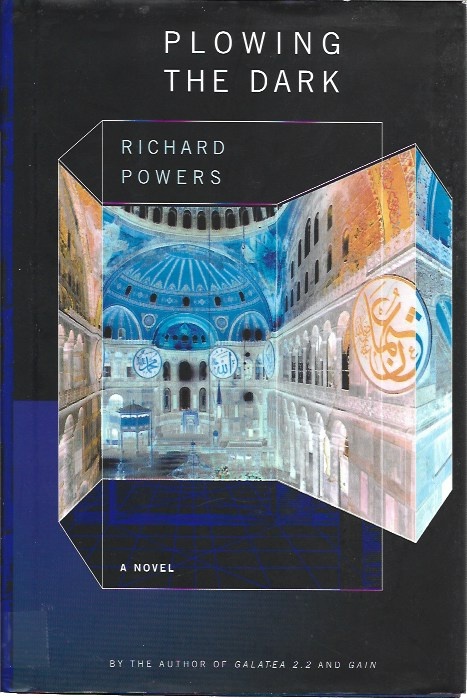 PLOWING
THE DARK
RICHARD
POWERS
A NOVEL
BY THE AUTHOR OF GALATEA 2.2 AND GAIN